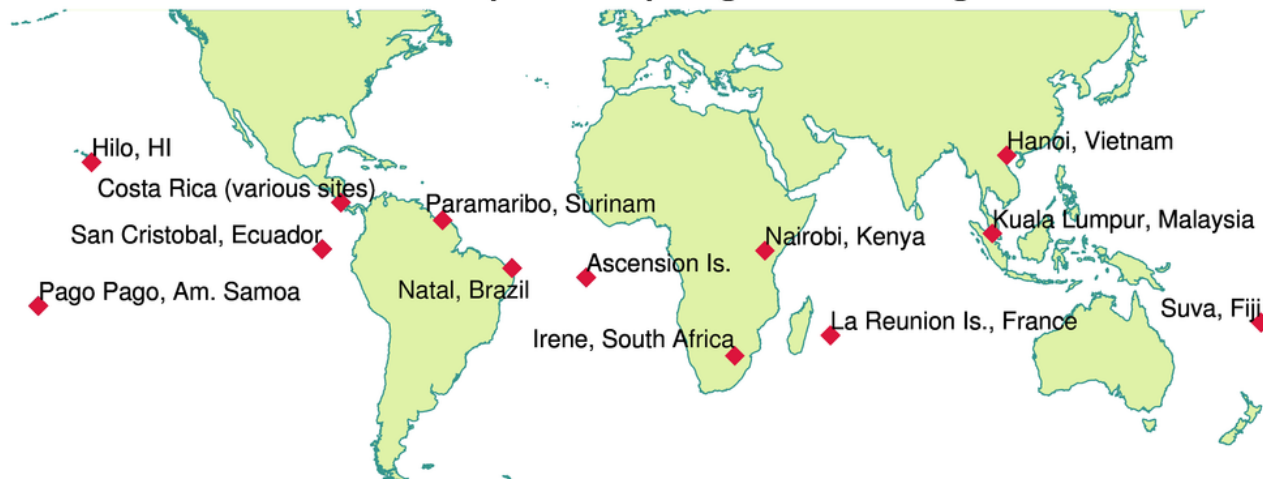 Hilo, HI
Hanoi, Vietnam
Costa Rica (various sites)
Paramaribo, Surinam
Kuala Lumpur, Malaysia
San Cristobal, Ecuador
Nairobi, Kenya
Ascension Is.
Natal, Brazil
Pago Pago, Am. Samoa
Suva, Fiji
La Reunion Is., France
Irene, South Africa